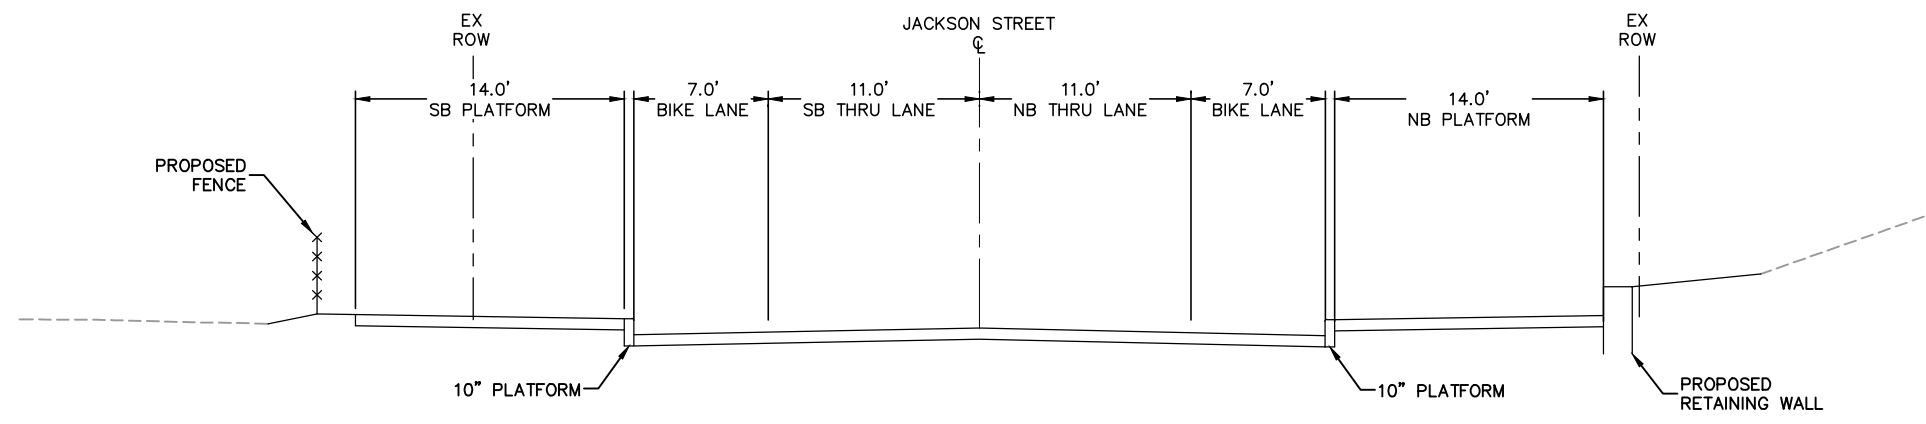 EX
ROW
JACKSON STREET
℄
EX
ROW
14.0'
SB PLATFORM
7.0'
BIKE LANE
11.0'
SB THRU LANE
11.0'
NB THRU LANE
7.0'
BIKE LANE
14.0'
NB PLATFORM
PROPOSED
FENCE
10" PLATFORM
10" PLATFORM
PROPOSED
RETAINING WALL